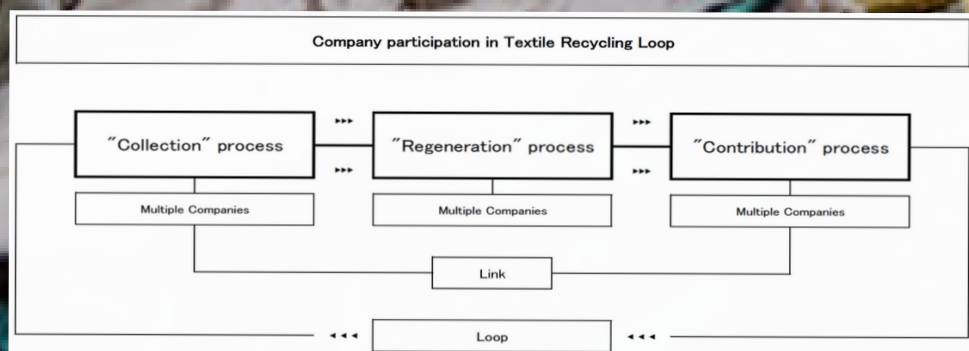 Company participation in Textile Recycling Loop
▸▸▸ ▸▸▸
"Collection" process "Regeneration" process "Contribution" process
▸▸▸ ▸▸▸
Multiple Companies Multiple Companies Multiple Companies
Link
◂◂◂ Loop ◂◂◂